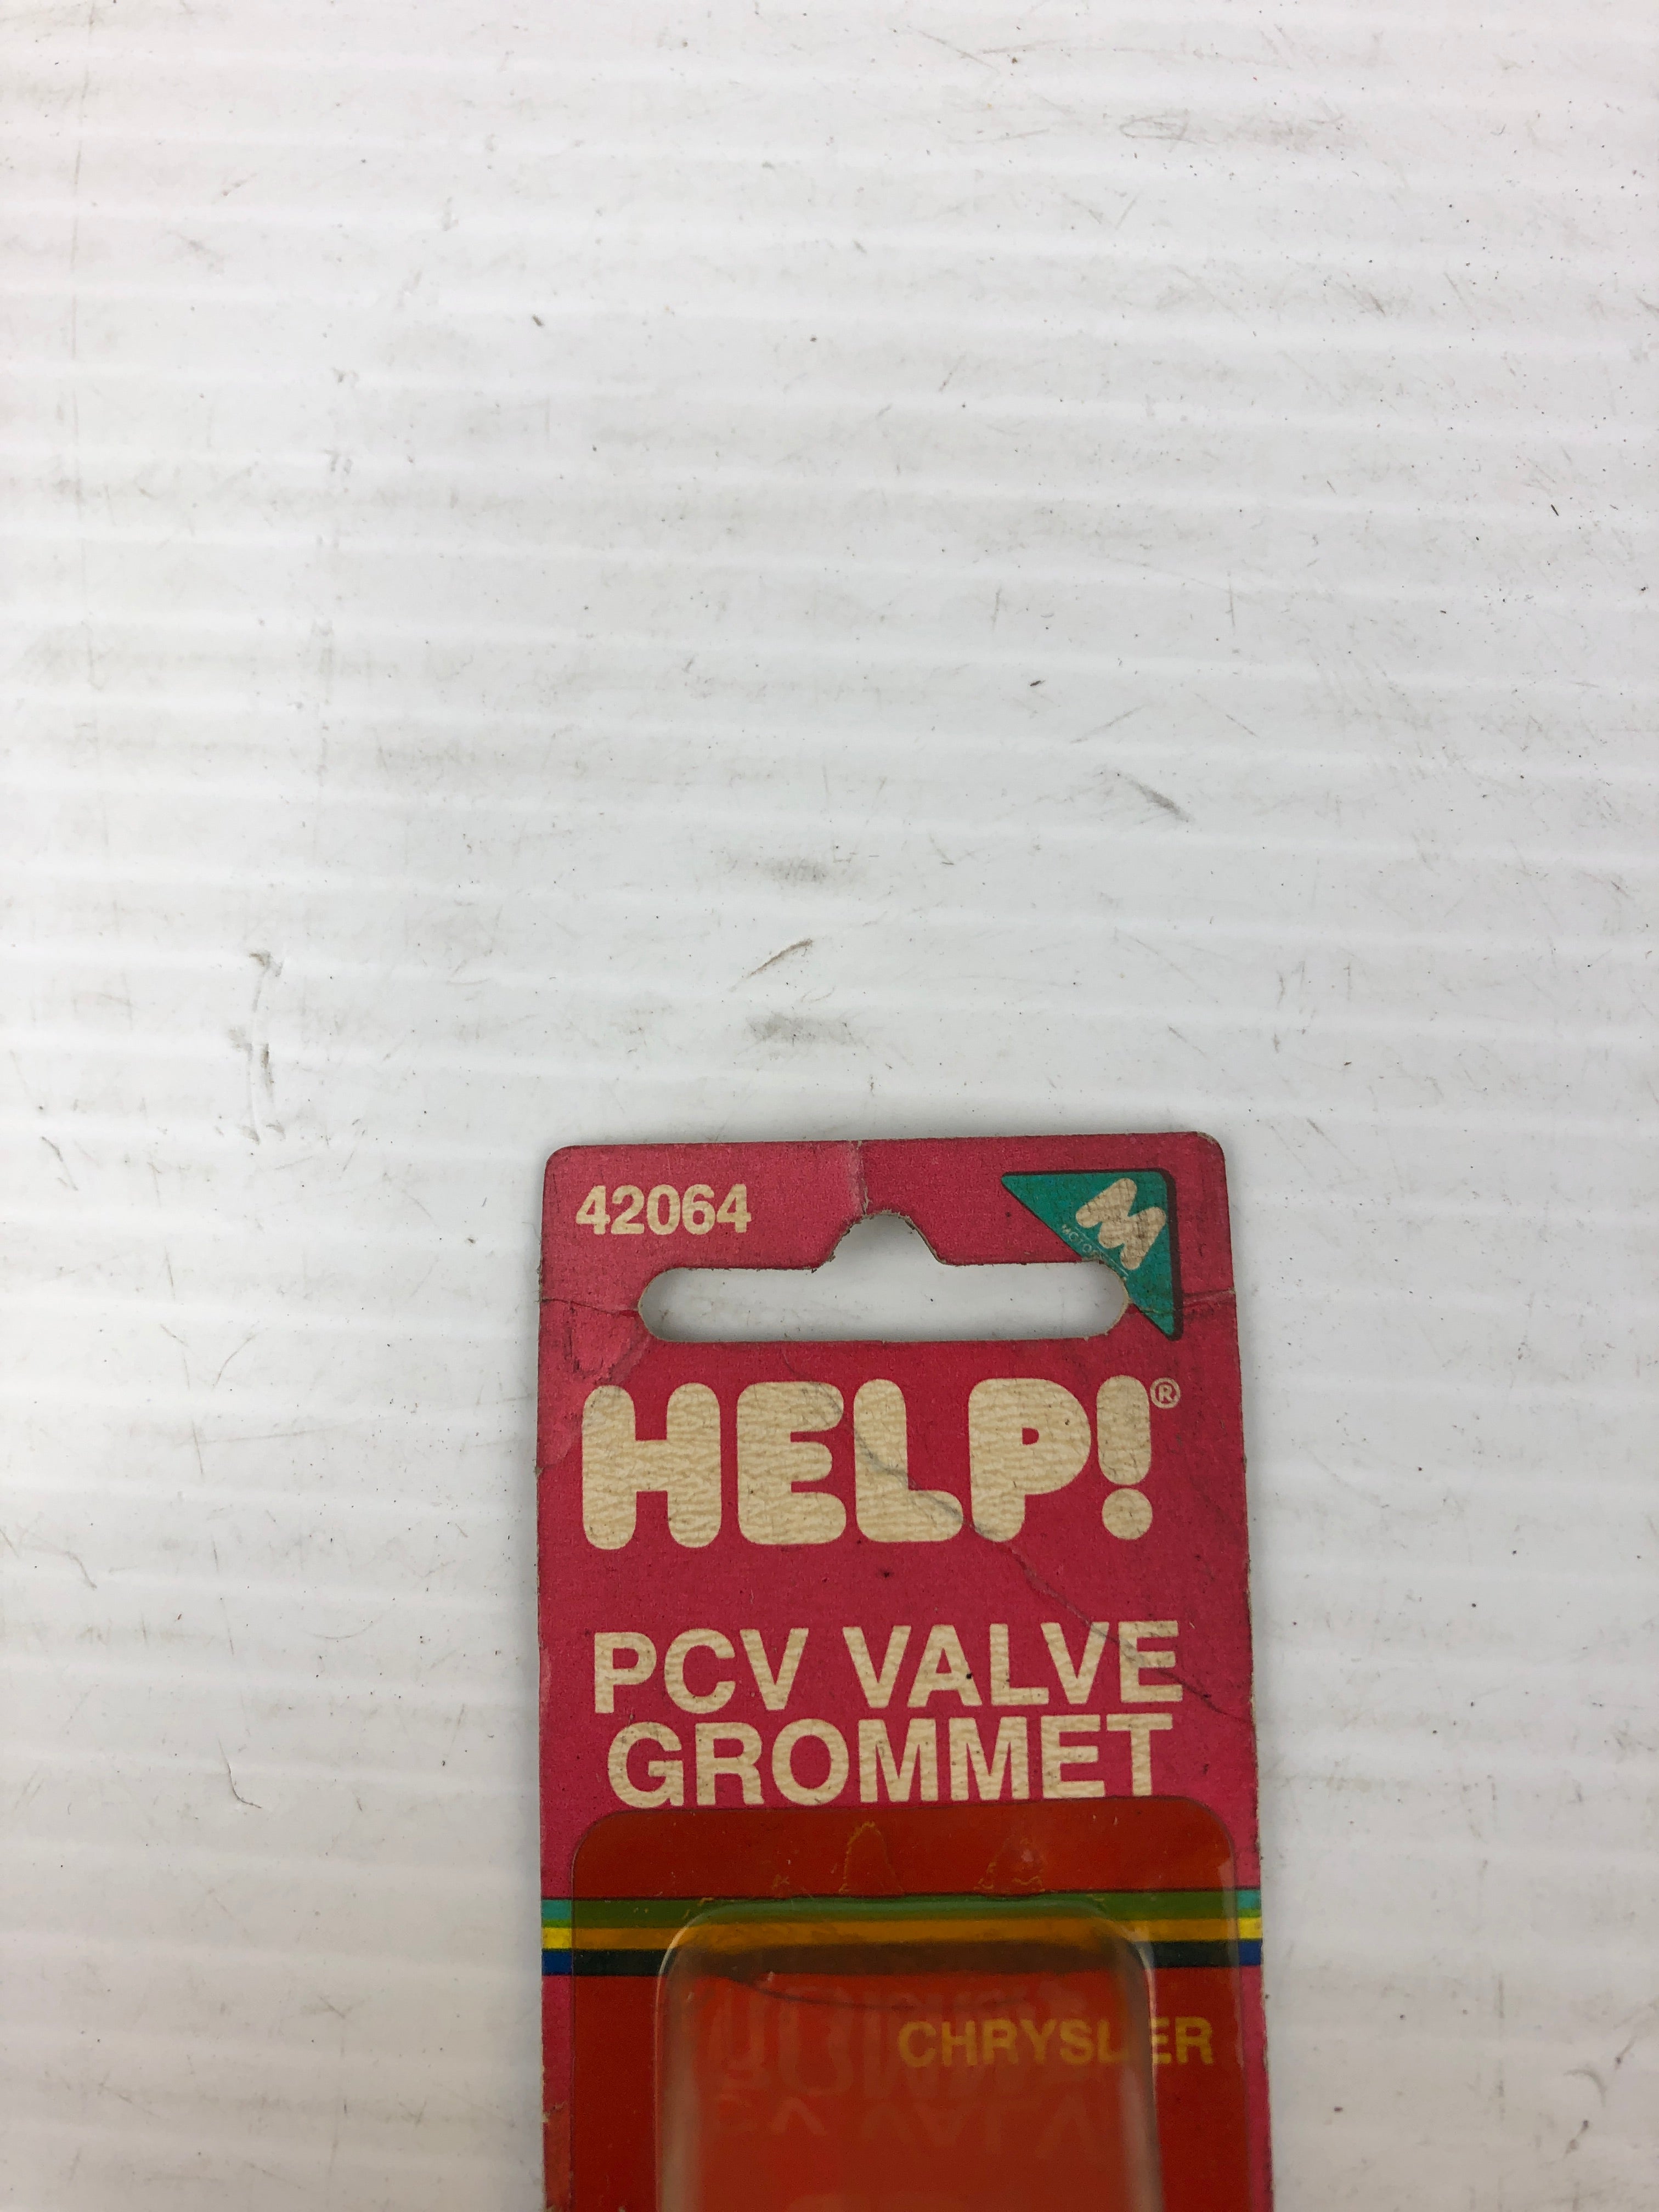 42064
M
HELP!®
PCV VALVE
GROMMET
CHRYSLER